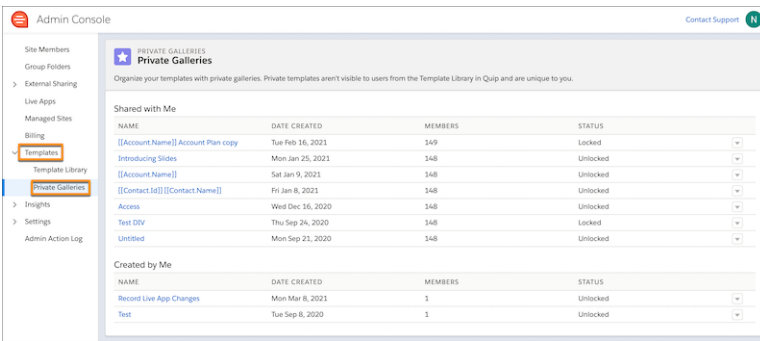 Admin Console
Contact Support N
Site Members
Group Folders
External Sharing
Live Apps
Managed Sites
Billing
Templates
Template Library
Private Galleries
Insights
Settings
Admin Action Log
PRIVATE GALLERIES
Private Galleries
Organize your templates with private galleries. Private templates aren't visible to users from the Template Library in Quip and are unique to you.
Shared with Me
NAME DATE CREATED MEMBERS STATUS
[[Account.Name]] Account Plan copy Tue Feb 16, 2021 149 Locked
Introducing Slides Mon Jan 25, 2021 148 Unlocked
[[Account.Name]] Sat Jan 9, 2021 148 Unlocked
[[Contact.Id]] [[Contact.Name]] Fri Jan 8, 2021 148 Unlocked
Access Wed Dec 16, 2020 148 Unlocked
Test DIV Thu Sep 24, 2020 148 Locked
Untitled Mon Sep 21, 2020 148 Unlocked
Created by Me
NAME DATE CREATED MEMBERS STATUS
Record Live App Changes Mon Mar 8, 2021 1 Unlocked
Test Tue Sep 8, 2020 1 Unlocked